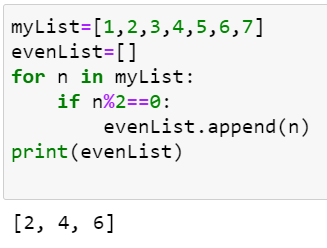 myList=[1,2,3,4,5,6,7]
evenList=[]
for n in myList:
    if n%2==0:
        evenList.append(n)
print(evenList)
[2, 4, 6]